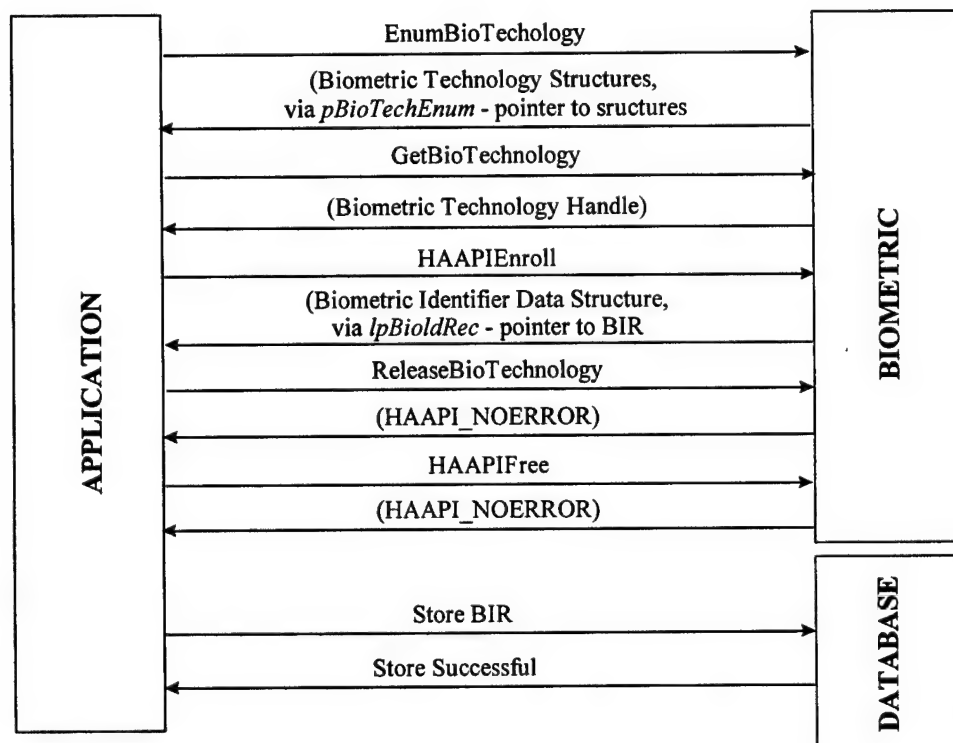 APPLICATION
EnumBioTechology
(Biometric Technology Structures,
via pBioTechEnum - pointer to sructures
GetBioTechnology
(Biometric Technology Handle)
HAAPIEnroll
(Biometric Identifier Data Structure,
via lpBioldRec - pointer to BIR
ReleaseBioTechnology
(HAAPI_NOERROR)
HAAPIFree
(HAAPI_NOERROR)
BIOMETRIC
Store BIR
Store Successful
DATABASE